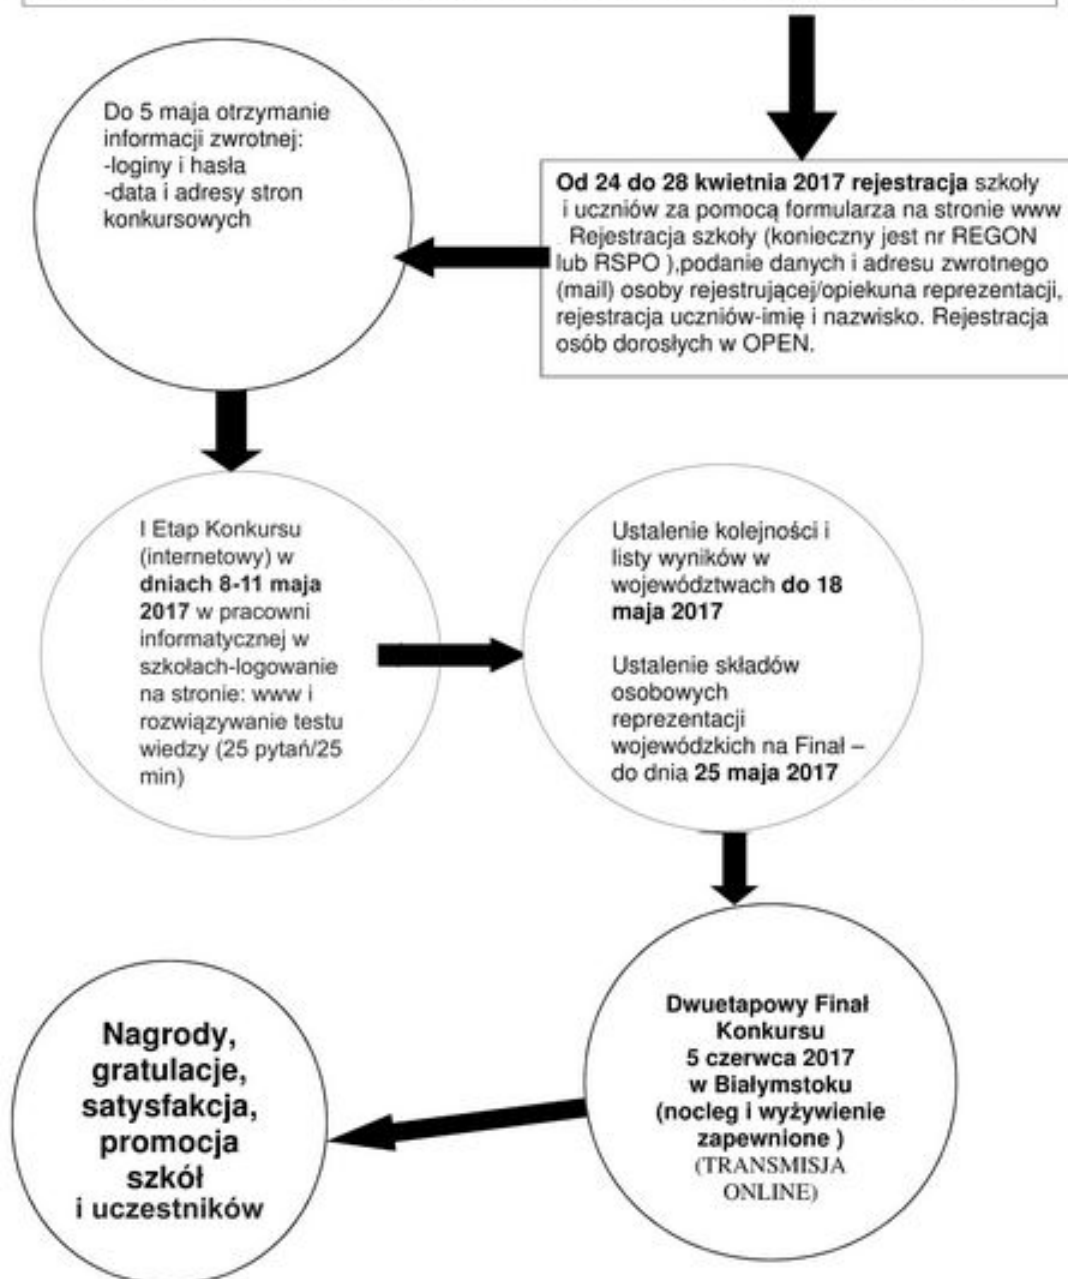 Od 24 do 28 kwietnia 2017 rejestracja szkoły
i uczniów za pomocą formularza na stronie www
Rejestracja szkoły (konieczny jest nr REGON
lub RSPO ),podanie danych i adresu zwrotnego
(mail) osoby rejestrującej/opiekuna reprezentacji,
rejestracja uczniów-imię i nazwisko. Rejestracja
osób dorosłych w OPEN.
Do 5 maja otrzymanie
informacji zwrotnej:
-loginy i hasła
-data i adresy stron
konkursowych
I Etap Konkursu
(internetowy) w
dniach 8-11 maja
2017 w pracowni
informatycznej w
szkołach-logowanie
na stronie: www i
rozwiązywanie testu
wiedzy (25 pytań/25
min)
Ustalenie kolejności i
listy wyników w
województwach do 18
maja 2017
Ustalenie składów
osobowych
reprezentacji
wojewódzkich na Finał –
do dnia 25 maja 2017
Dwuetapowy Finał
Konkursu
5 czerwca 2017
w Białymstoku
(nocleg i wyżywienie
zapewnione )
(TRANSMISJA
ONLINE)
Nagrody,
gratulacje,
satysfakcja,
promocja
szkół
i uczestników